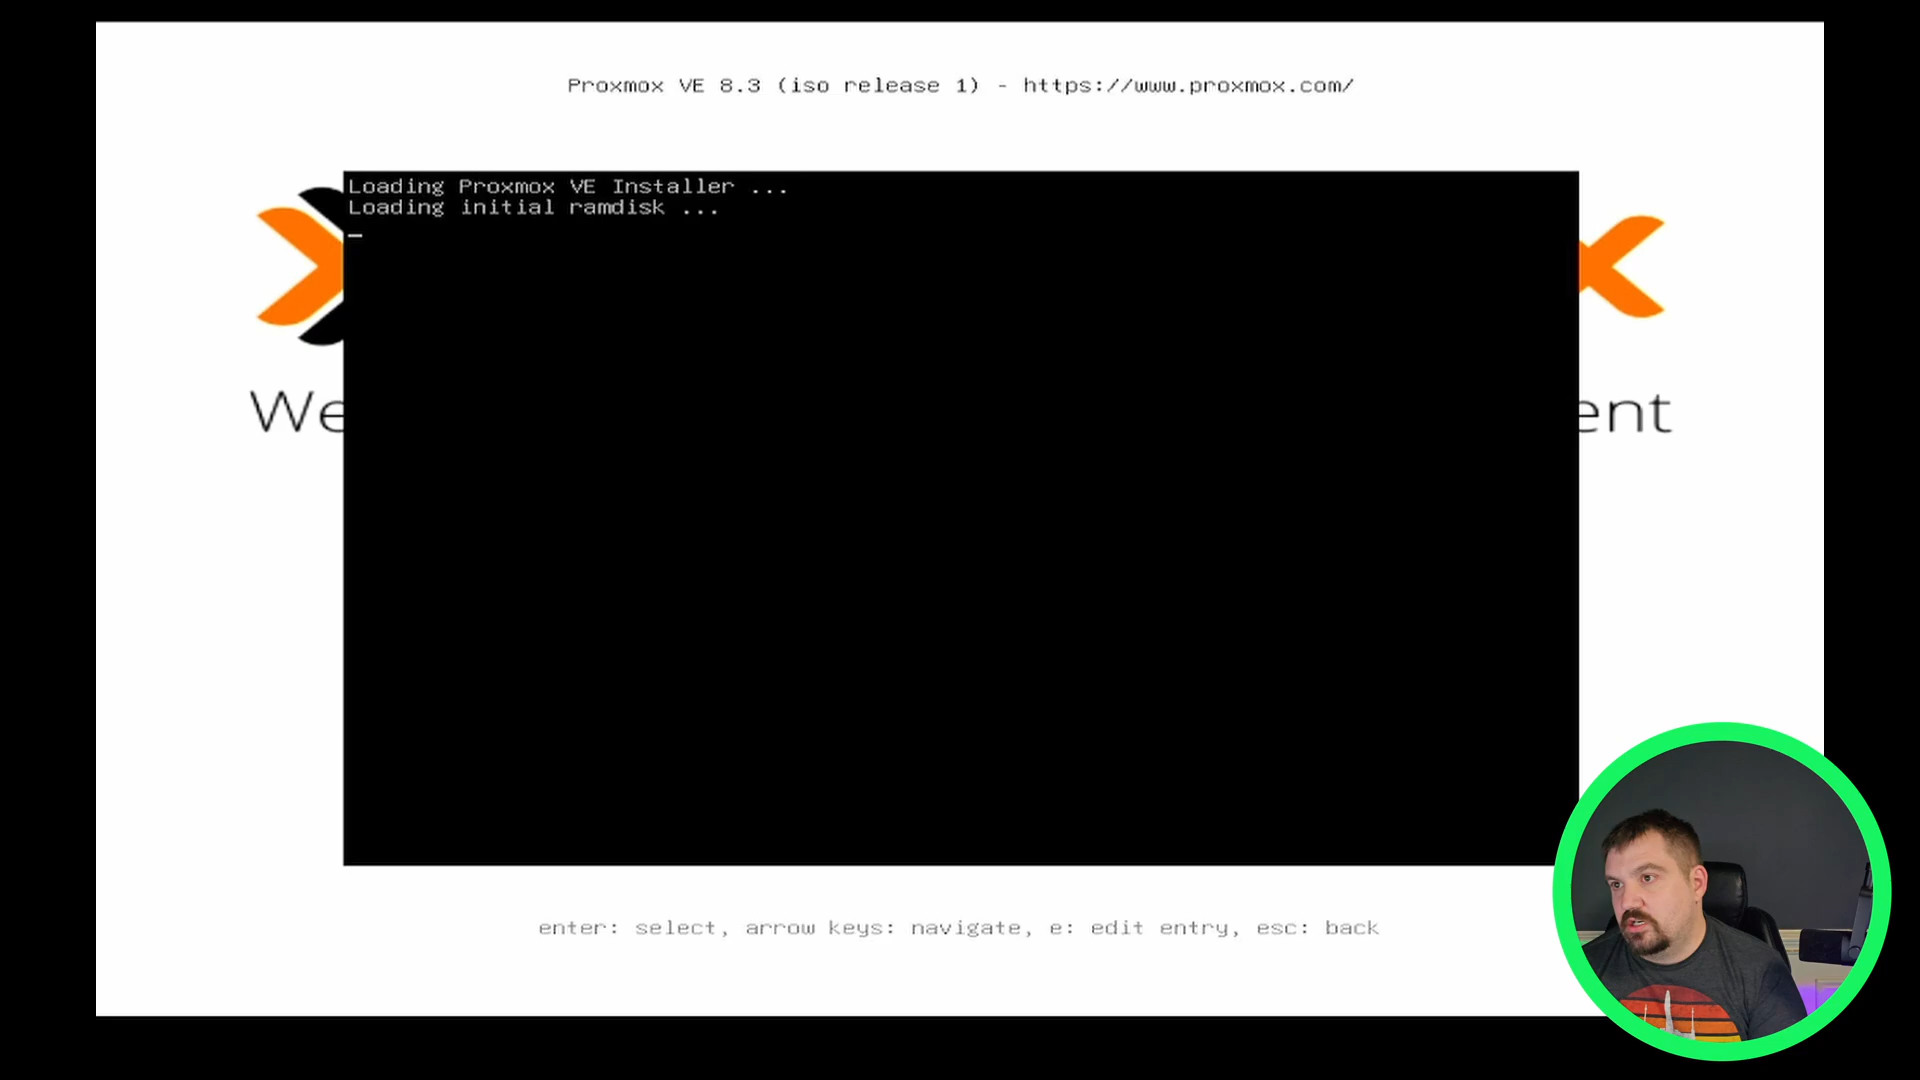 Proxmox VE 8.3 (iso release 1) - https://www.proxmox.com/
Loading Proxmox VE Installer ...
Loading initial ramdisk ...
We
ent
enter: select, arrow keys: navigate, e: edit entry, esc: back